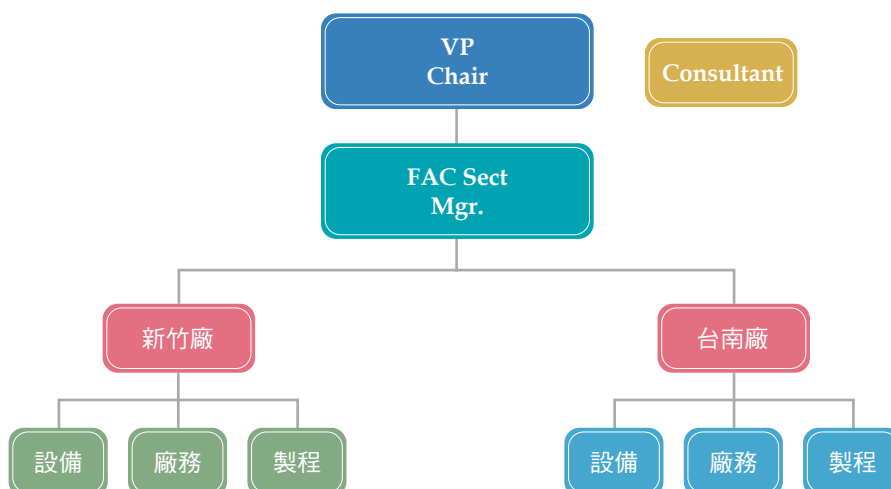 VP
Chair
Consultant
FAC Sect
Mgr.
新竹廠
台南廠
設備
廠務
製程
設備
廠務
製程